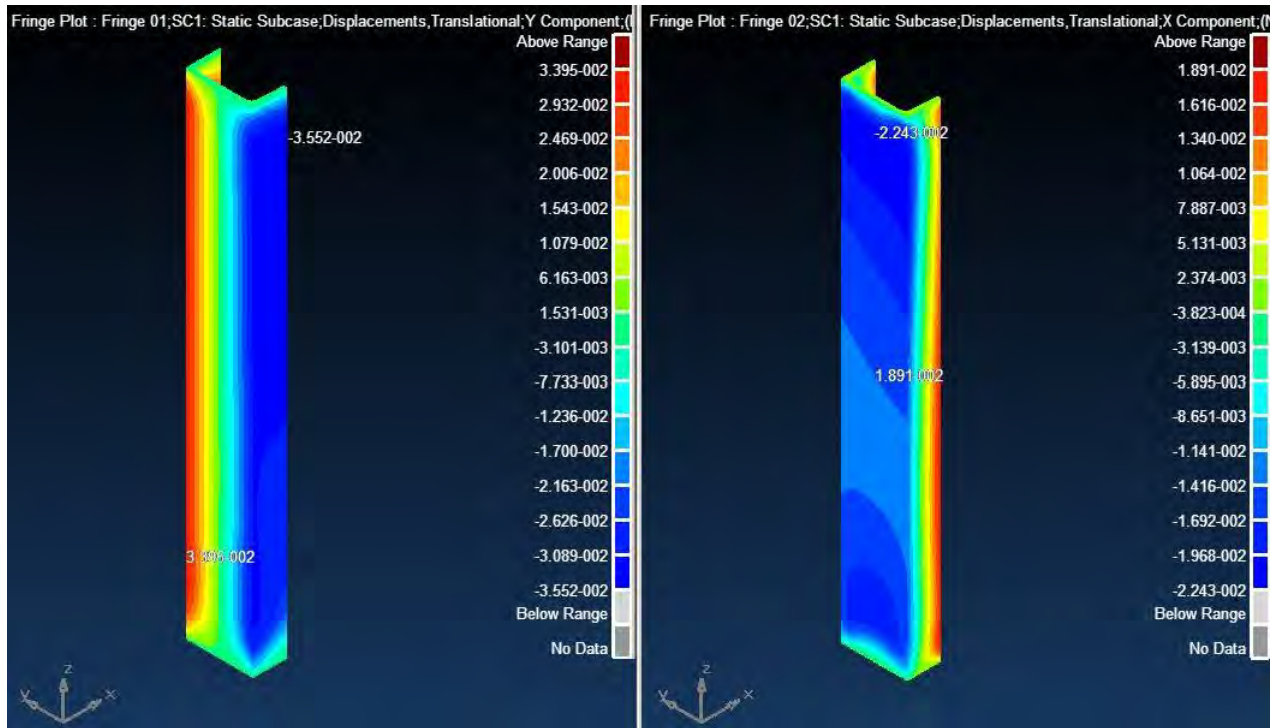 Fringe Plot : Fringe 01;SC1: Static Subcase;Displacements,Translational;Y Component;(
Above Range
3.395-002
2.932-002
2.469-002
2.006-002
1.543-002
1.079-002
6.163-003
1.531-003
-3.101-003
-7.733-003
-1.236-002
-1.700-002
-2.163-002
-2.626-002
-3.089-002
-3.552-002
Below Range
No Data
-3.552-002
z
y
x
Fringe Plot : Fringe 02;SC1: Static Subcase;Displacements,Translational;X Component;(
Above Range
1.891-002
1.616-002
1.340-002
1.064-002
7.887-003
5.131-003
2.374-003
-3.823-004
-3.139-003
-5.895-003
-8.651-003
-1.141-002
-1.416-002
-1.692-002
-1.968-002
-2.243-002
Below Range
No Data
-2.243-002
1.891-002
z
y
x